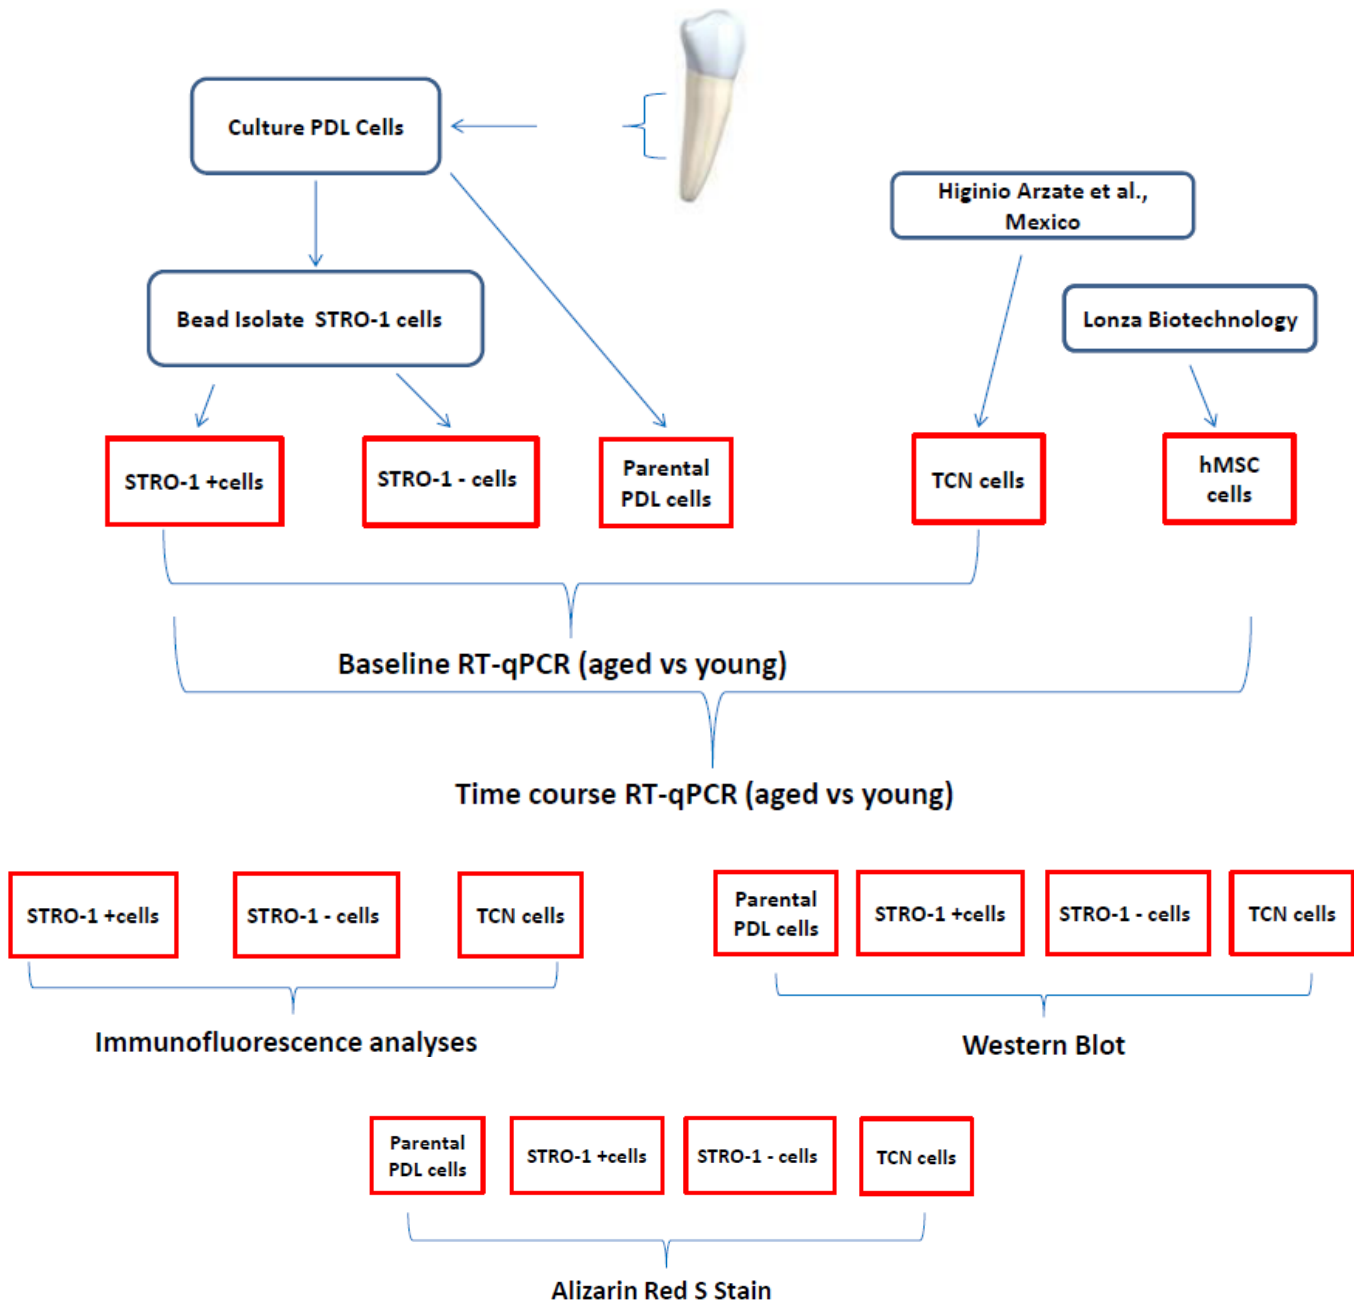 Culture PDL Cells
Higinio Arzate et al.,
Mexico
Bead Isolate STRO-1 cells
Lonza Biotechnology
STRO-1 +cells
STRO-1 - cells
Parental
PDL cells
TCN cells
hMSC
cells
Baseline RT-qPCR (aged vs young)
Time course RT-qPCR (aged vs young)
STRO-1 +cells
STRO-1 - cells
TCN cells
Immunofluorescence analyses
Parental
PDL cells
STRO-1 +cells
STRO-1 - cells
TCN cells
Western Blot
Parental
PDL cells
STRO-1 +cells
STRO-1 - cells
TCN cells
Alizarin Red S Stain